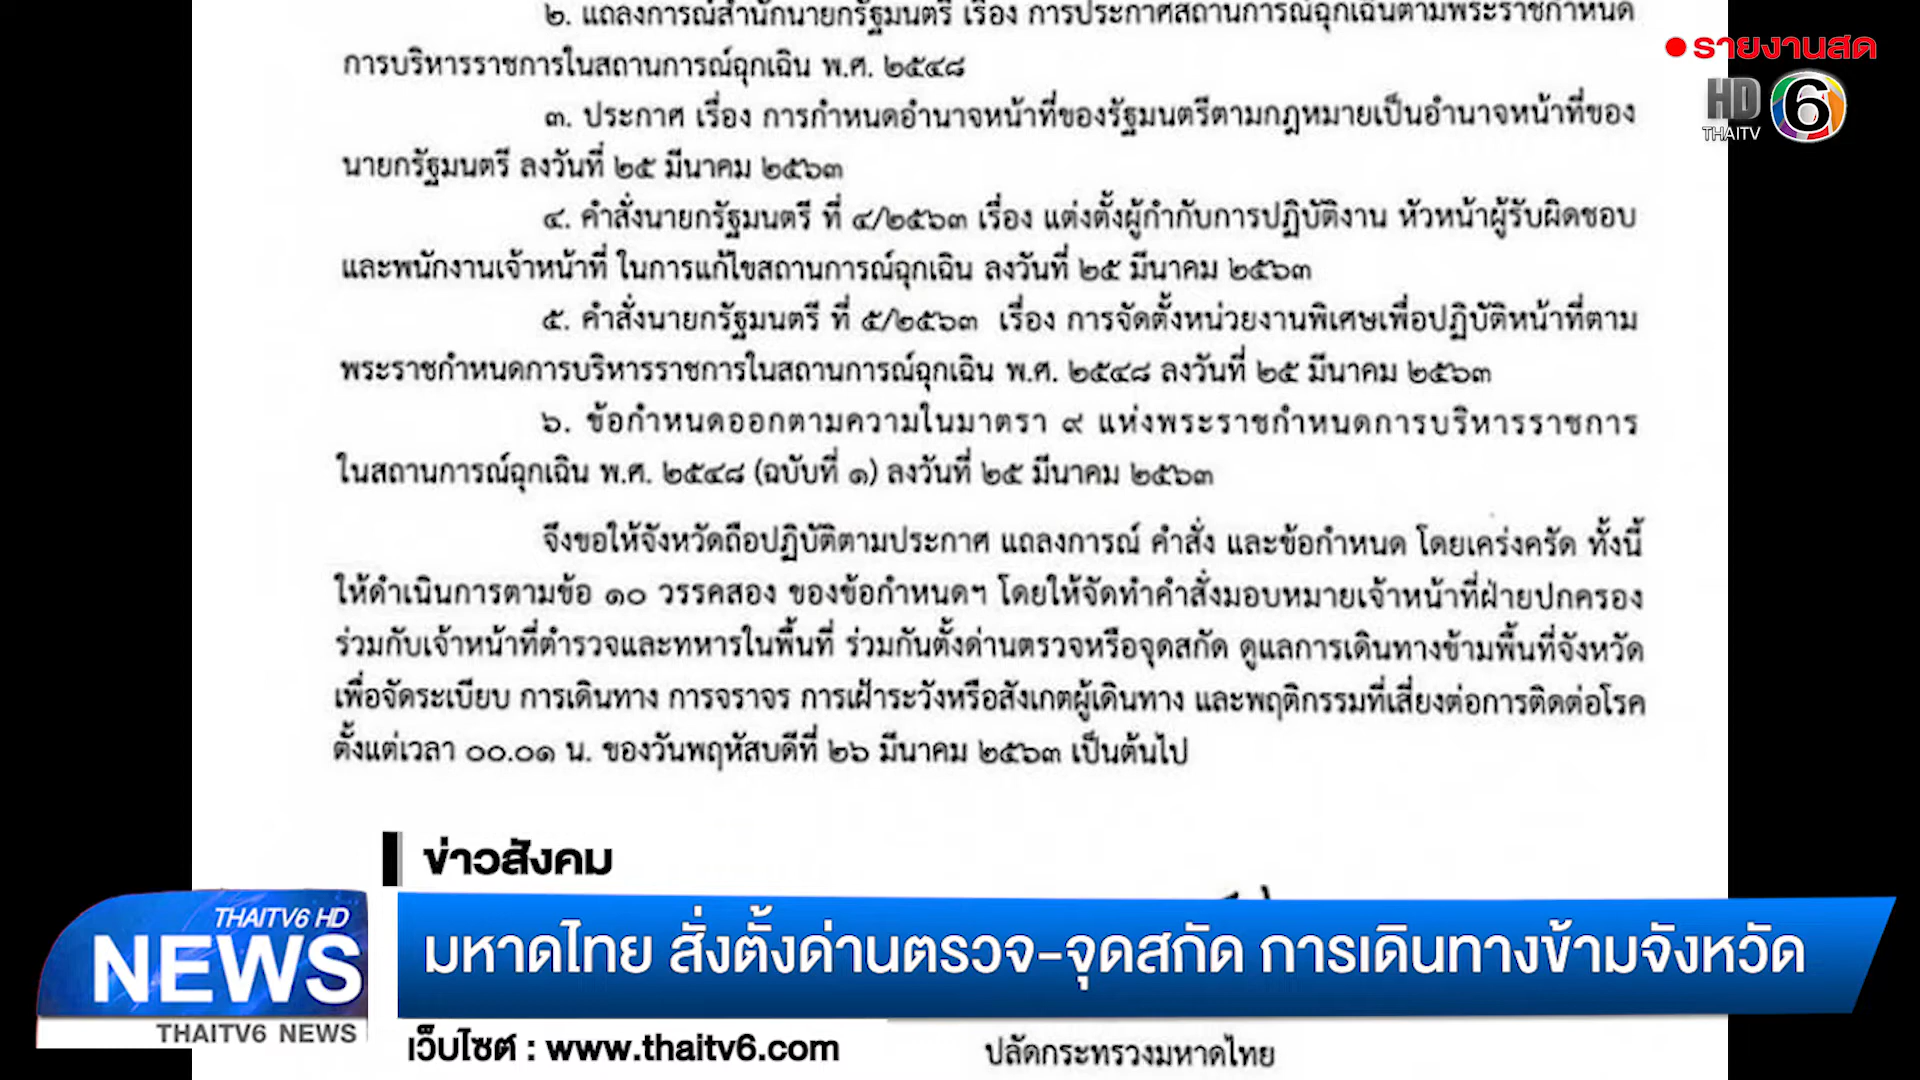 ๒. แถลงการณ์สำนักนายกรัฐมนตรี เรื่อง การประกาศสถานการณ์ฉุกเฉินตามพระราชกำหนด
รายงานสด
การบริหารราชการในสถานการณ์ฉุกเฉิน พ.ศ. ๒๕๔๘
HD 6
THAITV
๓. ประกาศ เรื่อง การกำหนดอำนาจหน้าที่ของรัฐมนตรีตามกฎหมายเป็นอำนาจหน้าที่ของ
นายกรัฐมนตรี ลงวันที่ ๒๕ มีนาคม ๒๕๖๓
๔. คำสั่งนายกรัฐมนตรี ที่ ๔/๒๕๖๓ เรื่อง แต่งตั้งผู้กำกับการปฏิบัติงาน หัวหน้าผู้รับผิดชอบ
และพนักงานเจ้าหน้าที่ ในการแก้ไขสถานการณ์ฉุกเฉิน ลงวันที่ ๒๕ มีนาคม ๒๕๖๓
๕. คำสั่งนายกรัฐมนตรี ที่ ๕/๒๕๖๓ เรื่อง การจัดตั้งหน่วยงานพิเศษเพื่อปฏิบัติหน้าที่ตาม
พระราชกำหนดการบริหารราชการในสถานการณ์ฉุกเฉิน พ.ศ. ๒๕๔๘ ลงวันที่ ๒๕ มีนาคม ๒๕๖๓
๖. ข้อกำหนดออกตามความในมาตรา ๙ แห่งพระราชกำหนดการบริหารราชการ
ในสถานการณ์ฉุกเฉิน พ.ศ. ๒๕๔๘ (ฉบับที่ ๑) ลงวันที่ ๒๕ มีนาคม ๒๕๖๓
จึงขอให้จังหวัดถือปฏิบัติตามประกาศ แถลงการณ์ คำสั่ง และข้อกำหนด โดยเคร่งครัด ทั้งนี้
ให้ดำเนินการตามข้อ ๑๐ วรรคสอง ของข้อกำหนดฯ โดยให้จัดทำคำสั่งมอบหมายเจ้าหน้าที่ฝ่ายปกครอง
ร่วมกับเจ้าหน้าที่ตำรวจและทหารในพื้นที่ ร่วมกันตั้งด่านตรวจหรือจุดสกัด ดูแลการเดินทางข้ามพื้นที่จังหวัด
เพื่อจัดระเบียบ การเดินทาง การจราจร การเฝ้าระวังหรือสังเกตผู้เดินทาง และพฤติกรรมที่เสี่ยงต่อการติดต่อโรค
ตั้งแต่เวลา ๐๐.๐๑ น. ของวันพฤหัสบดีที่ ๒๖ มีนาคม ๒๕๖๓ เป็นต้นไป
ข่าวสังคม
THAITV6 HD
NEWS
THAITV6 NEWS
มหาดไทย สั่งตั้งด่านตรวจ-จุดสกัด การเดินทางข้ามจังหวัด
เว็บไซต์ : www.thaitv6.com
ปลัดกระทรวงมหาดไทย